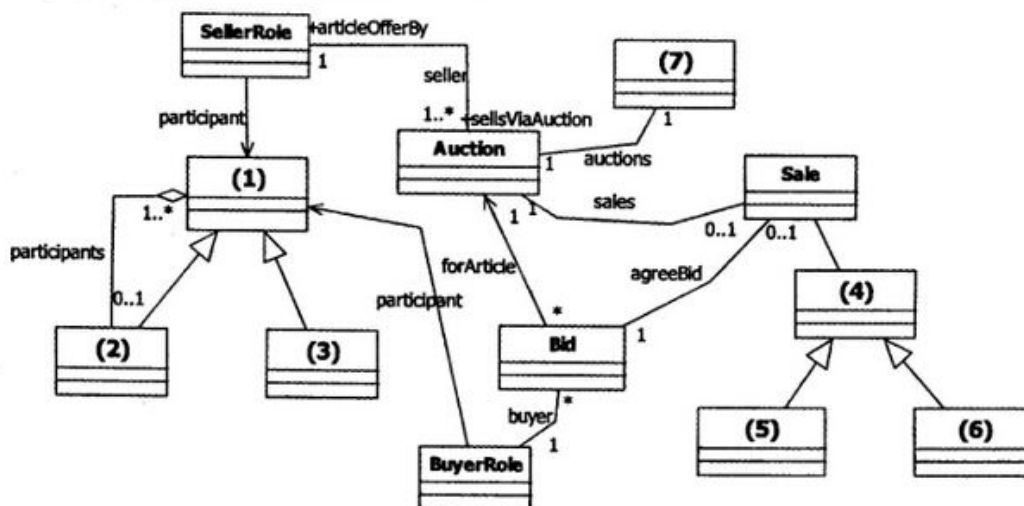 SellerRole
+articleOfferBy
1
seller
(7)
participant
1..*
+sellsViaAuction
1
Auction
1
auctions
Sale
(1)
1..*
1
1
sales
0..1
0..1
participants
forArticle
agreeBid
participant
(4)
0..1
*
(2)
(3)
Bid
1
buyer
*
1
(5)
(6)
BuyerRole